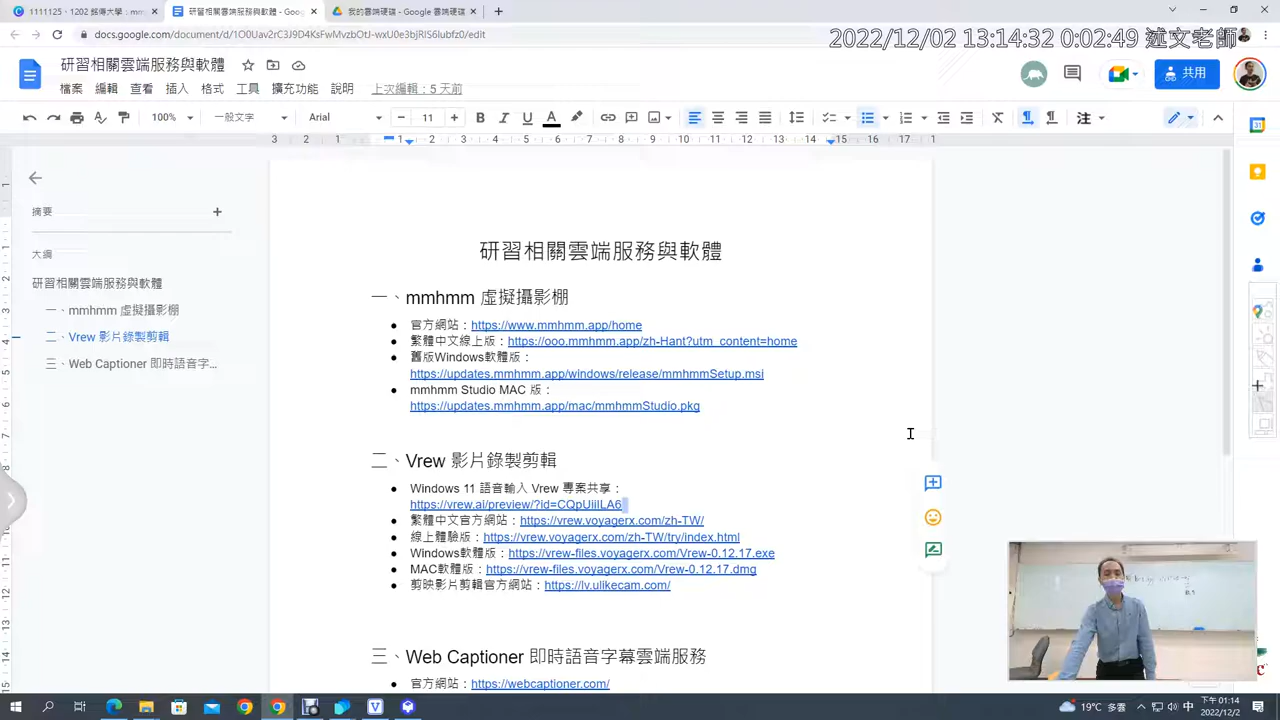 1111125，1202 銘傳大學：mm
研習相關雲端服務與軟體 - Goog
我的雲端硬碟 - Google 雲端硬碟
docs.google.com/document/d/1O0Uav2rC3J9D4KsFwMvzbOtJ-wxU0e3bjRIS6lubfz0/edit
2022/12/02 13:14:32 0:02:49 述文老師
研習相關雲端服務與軟體
共用
檔案 編輯 查看 插入 格式 工具 擴充功能 說明 上次編輯：5 天前
100% 一般文字 Arial 11 注
摘要
大綱
研習相關雲端服務與軟體
一、mmhmm 虛擬攝影棚
二、Vrew 影片錄製剪輯
三、Web Captioner 即時語音字...
研習相關雲端服務與軟體
一、mmhmm 虛擬攝影棚
● 官方網站：https://www.mmhmm.app/home
● 繁體中文線上版：https://ooo.mmhmm.app/zh-Hant?utm_content=home
● 舊版Windows軟體版：
https://updates.mmhmm.app/windows/release/mmhmmSetup.msi
● mmhmm Studio MAC 版：
https://updates.mmhmm.app/mac/mmhmmStudio.pkg
二、Vrew 影片錄製剪輯
● Windows 11 語音輸入 Vrew 專案共享：
https://vrew.ai/preview/?id=CQpUiilLA6
● 繁體中文官方網站：https://vrew.voyagerx.com/zh-TW/
● 線上體驗版：https://vrew.voyagerx.com/zh-TW/try/index.html
● Windows軟體版：https://vrew-files.voyagerx.com/Vrew-0.12.17.exe
● MAC軟體版：https://vrew-files.voyagerx.com/Vrew-0.12.17.dmg
● 剪映影片剪輯官方網站：https://lv.ulikecam.com/
三、Web Captioner 即時語音字幕雲端服務
● 官方網站：https://webcaptioner.com/
19°C 多雲 中 下午 01:14
2022/12/2